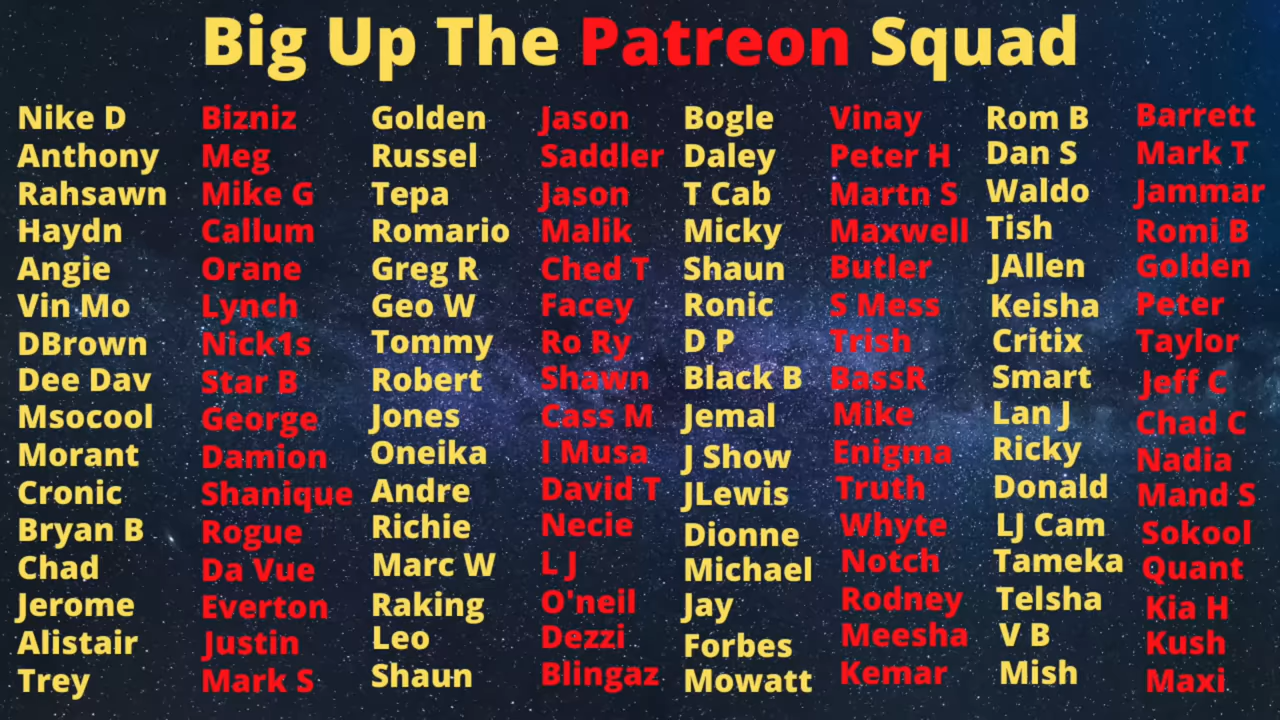 Big Up The Patreon Squad
Nike D
Anthony
Rahsawn
Haydn
Angie
Vin Mo
DBrown
Dee Dav
Msocool
Morant
Cronic
Bryan B
Chad
Jerome
Alistair
Trey
Bizniz
Meg
Mike G
Callum
Orane
Lynch
Nick1s
Star B
George
Damion
Shanique
Rogue
Da Vue
Everton
Justin
Mark S
Golden
Russel
Tepa
Romario
Greg R
Geo W
Tommy
Robert
Jones
Oneika
Andre
Richie
Marc W
Raking
Leo
Shaun
Jason
Saddler
Jason
Malik
Ched T
Facey
Ro Ry
Shawn
Cass M
I Musa
David T
Necie
L J
O'neil
Dezzi
Blingaz
Bogle
Daley
T Cab
Micky
Shaun
Ronic
D P
Black B
Jemal
J Show
JLewis
Dionne
Michael
Jay
Forbes
Mowatt
Vinay
Peter H
Martn S
Maxwell
Butler
S Mess
Trish
BassR
Mike
Enigma
Truth
Whyte
Notch
Rodney
Meesha
Kemar
Rom B
Dan S
Waldo
Tish
JAllen
Keisha
Critix
Smart
Lan J
Ricky
Donald
LJ Cam
Tameka
Telsha
V B
Mish
Barrett
Mark T
Jammar
Romi B
Golden
Peter
Taylor
Jeff C
Chad C
Nadia
Mand S
Sokool
Quant
Kia H
Kush
Maxi